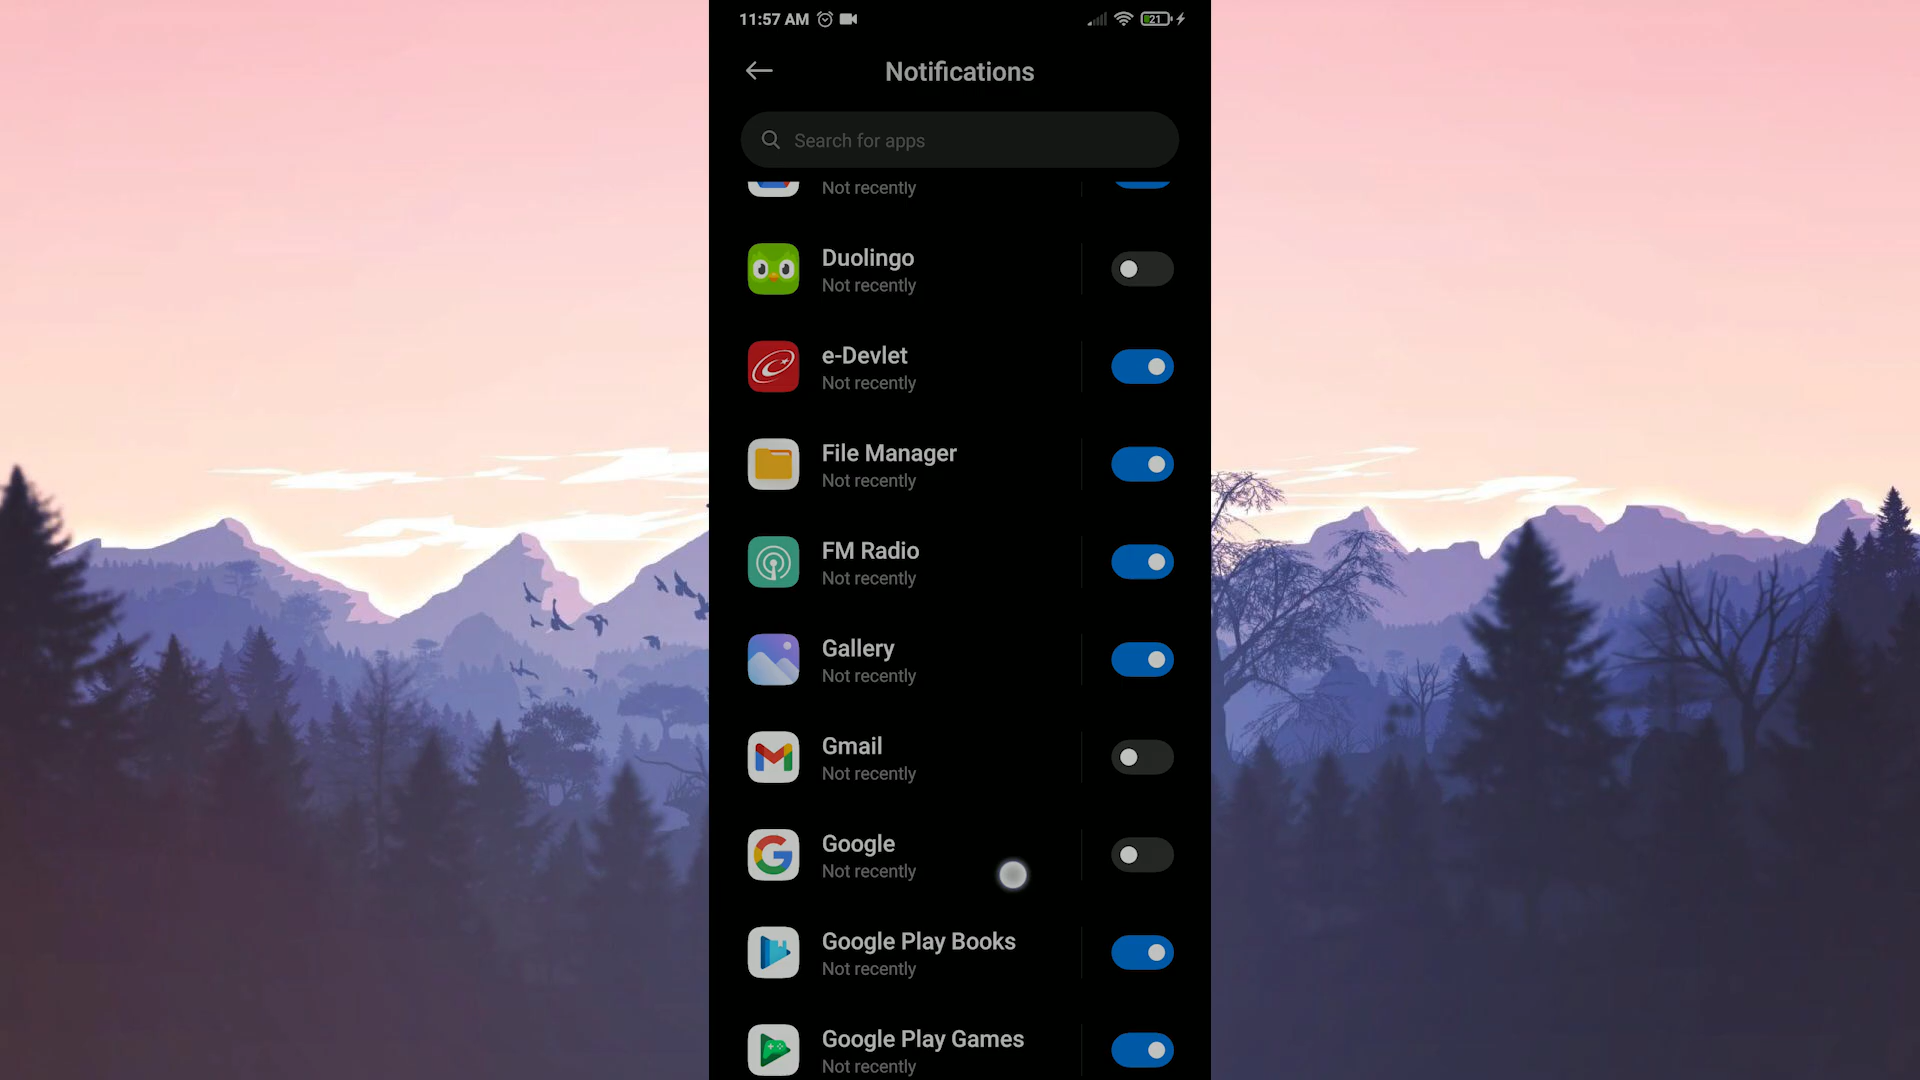 11:57 AM
21
Notifications
Search for apps
Not recently
Duolingo
Not recently
e-Devlet
Not recently
File Manager
Not recently
FM Radio
Not recently
Gallery
Not recently
Gmail
Not recently
Google
Not recently
Google Play Books
Not recently
Google Play Games
Not recently